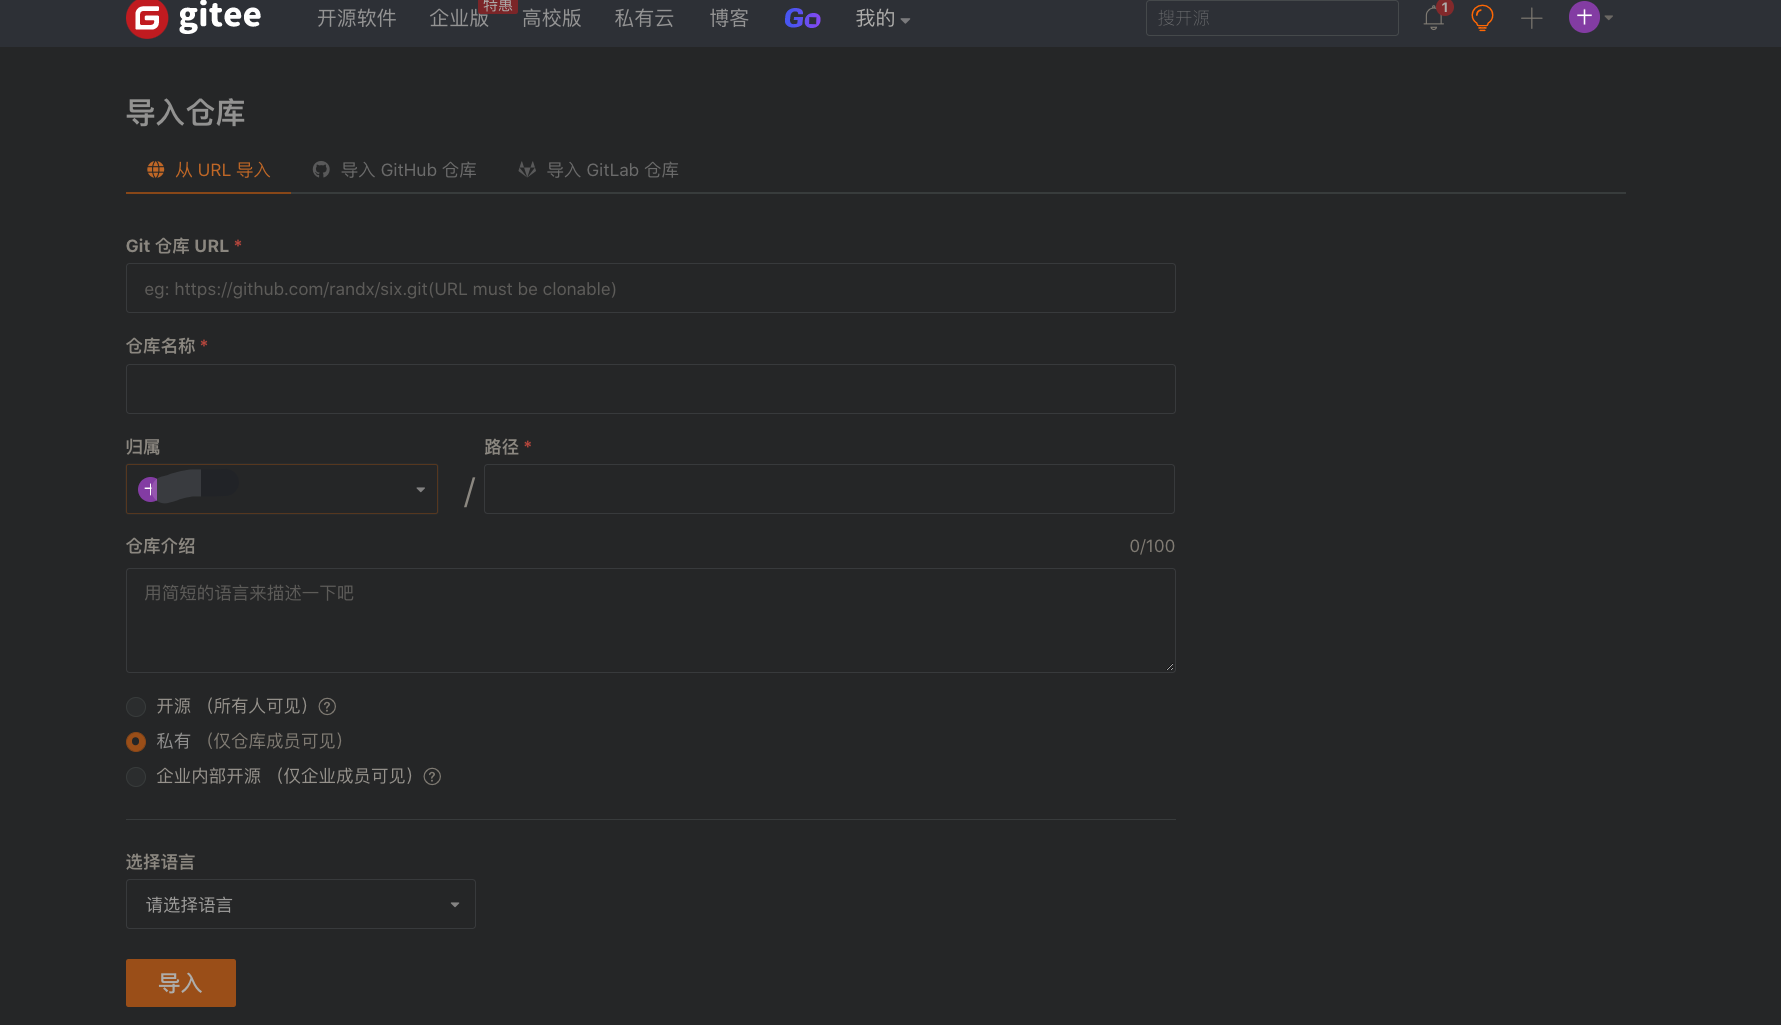 gitee 开源软件 企业版 特惠 高校版 私有云 博客 Go 我的 搜开源 1
导入仓库
从 URL 导入 导入 GitHub 仓库 导入 GitLab 仓库
Git 仓库 URL *
eg: https://github.com/randx/six.git(URL must be clonable)
仓库名称 *
归属 路径 *
/
仓库介绍 0/100
用简短的语言来描述一下吧
开源 （所有人可见） ?
私有 （仅仓库成员可见）
企业内部开源 （仅企业成员可见） ?
选择语言
请选择语言
导入